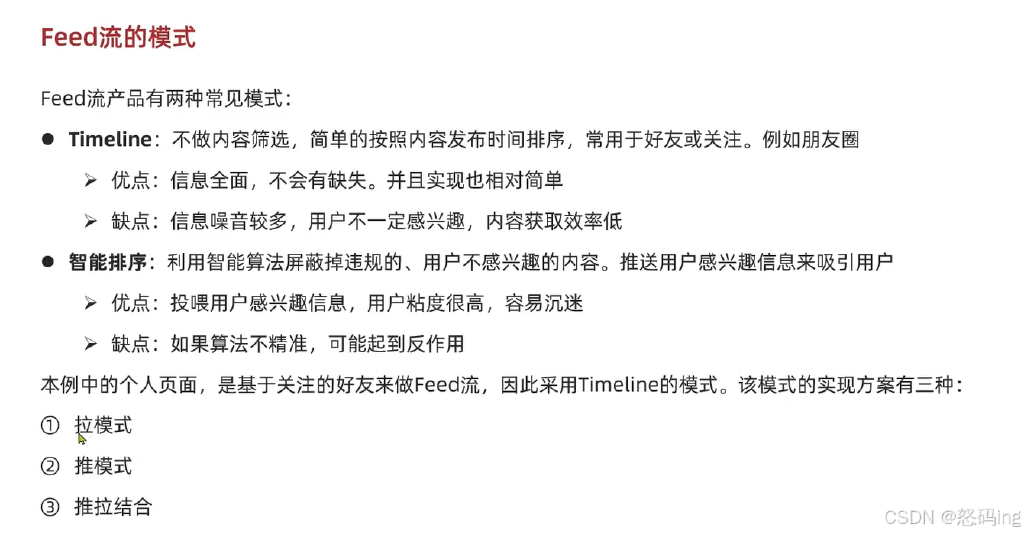 Feed流的模式
Feed流产品有两种常见模式：
● Timeline：不做内容筛选，简单的按照内容发布时间排序，常用于好友或关注。例如朋友圈
➢ 优点：信息全面，不会有缺失。并且实现也相对简单
➢ 缺点：信息噪音较多，用户不一定感兴趣，内容获取效率低
● 智能排序：利用智能算法屏蔽掉违规的、用户不感兴趣的内容。推送用户感兴趣信息来吸引用户
➢ 优点：投喂用户感兴趣信息，用户粘度很高，容易沉迷
➢ 缺点：如果算法不精准，可能起到反作用
本例中的个人页面，是基于关注的好友来做Feed流，因此采用Timeline的模式。该模式的实现方案有三种：
① 拉模式
② 推模式
③ 推拉结合
CSDN @怒码ing